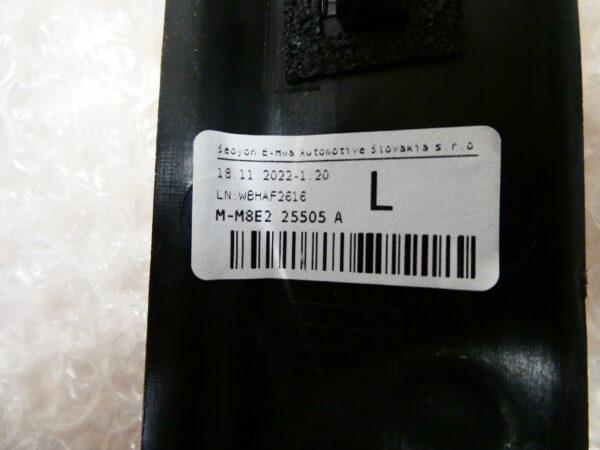 Seoyon E-Hwa Automotive Slovakia s.r.o
18.11 2022-1:20
LN:WBHAF2616
L
M-M8E2 25505 A